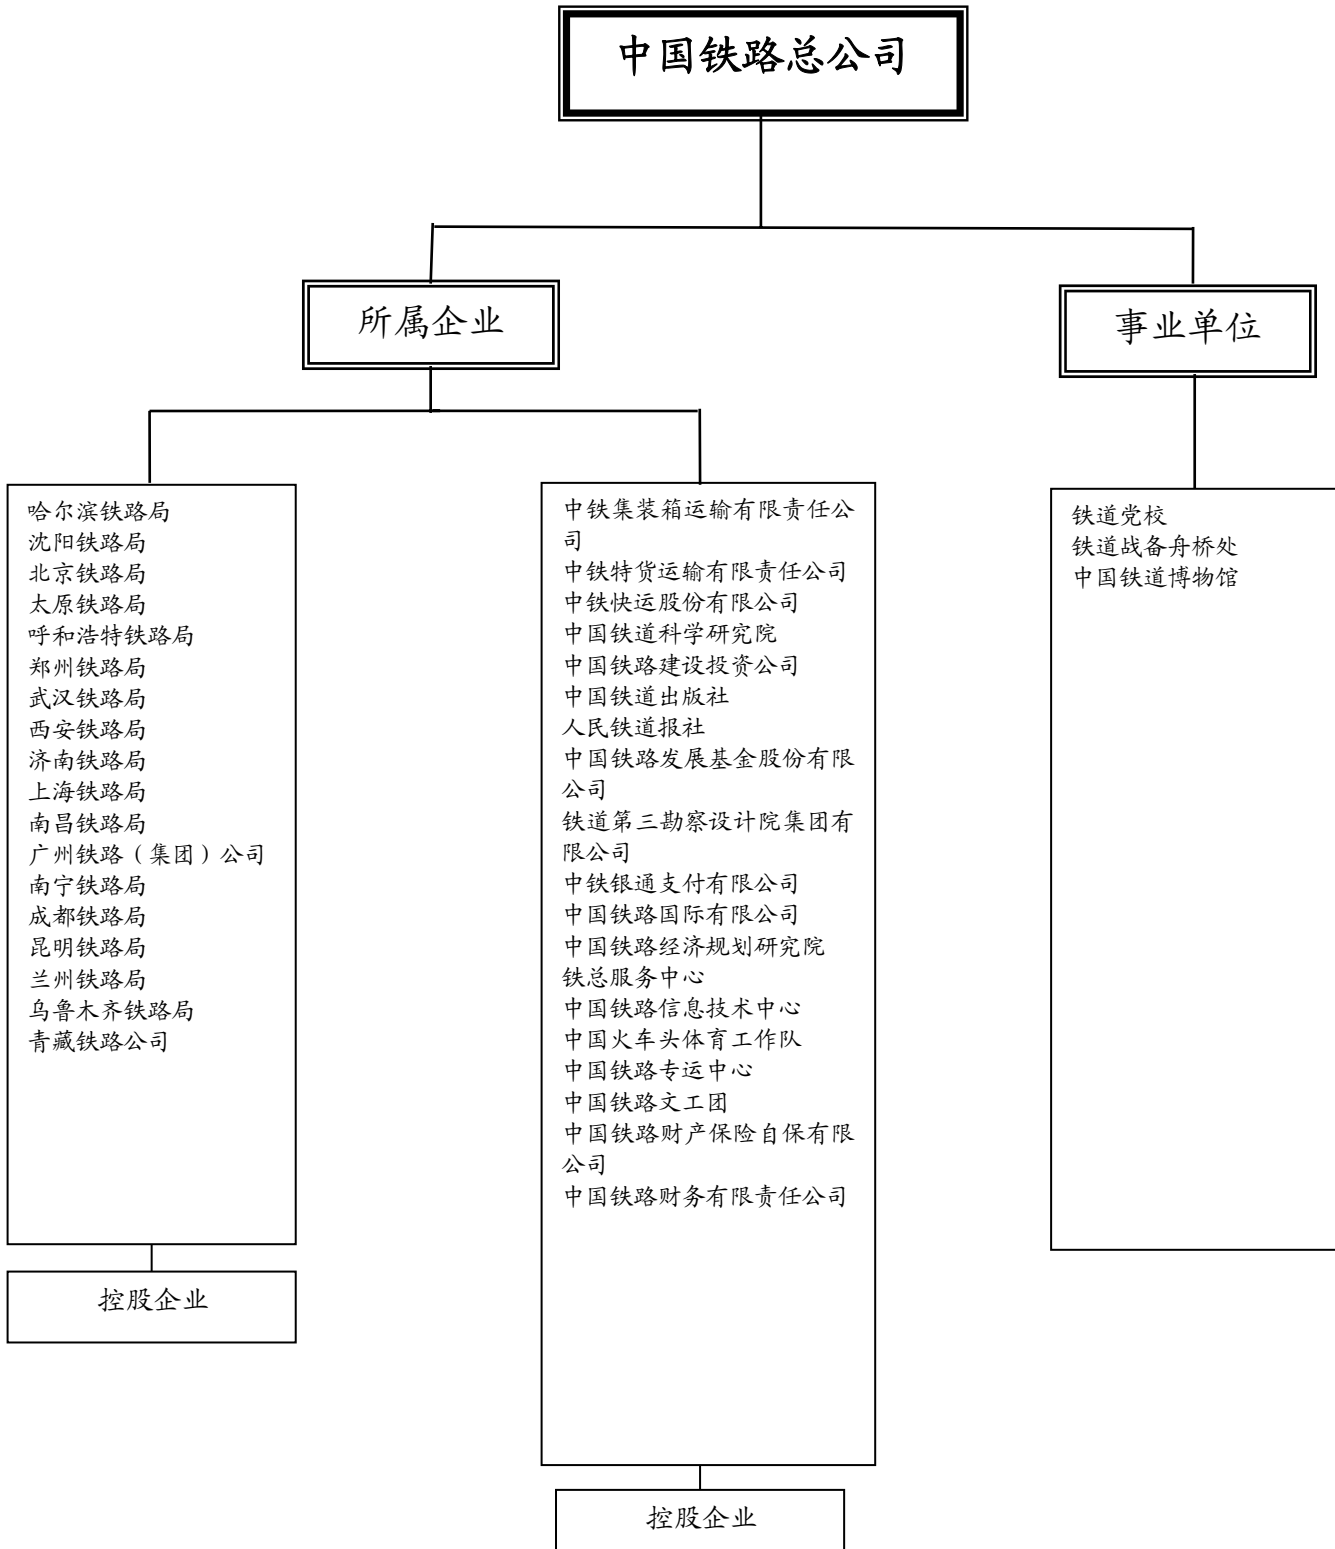 中国铁路总公司
所属企业
事业单位
哈尔滨铁路局
沈阳铁路局
北京铁路局
太原铁路局
呼和浩特铁路局
郑州铁路局
武汉铁路局
西安铁路局
济南铁路局
上海铁路局
南昌铁路局
广州铁路（集团）公司
南宁铁路局
成都铁路局
昆明铁路局
兰州铁路局
乌鲁木齐铁路局
青藏铁路公司
控股企业
中铁集装箱运输有限责任公
司
中铁特货运输有限责任公司
中铁快运股份有限公司
中国铁道科学研究院
中国铁路建设投资公司
中国铁道出版社
人民铁道报社
中国铁路发展基金股份有限
公司
铁道第三勘察设计院集团有
限公司
中铁银通支付有限公司
中国铁路国际有限公司
中国铁路经济规划研究院
铁总服务中心
中国铁路信息技术中心
中国火车头体育工作队
中国铁路专运中心
中国铁路文工团
中国铁路财产保险自保有限
公司
中国铁路财务有限责任公司
控股企业
铁道党校
铁道战备舟桥处
中国铁道博物馆